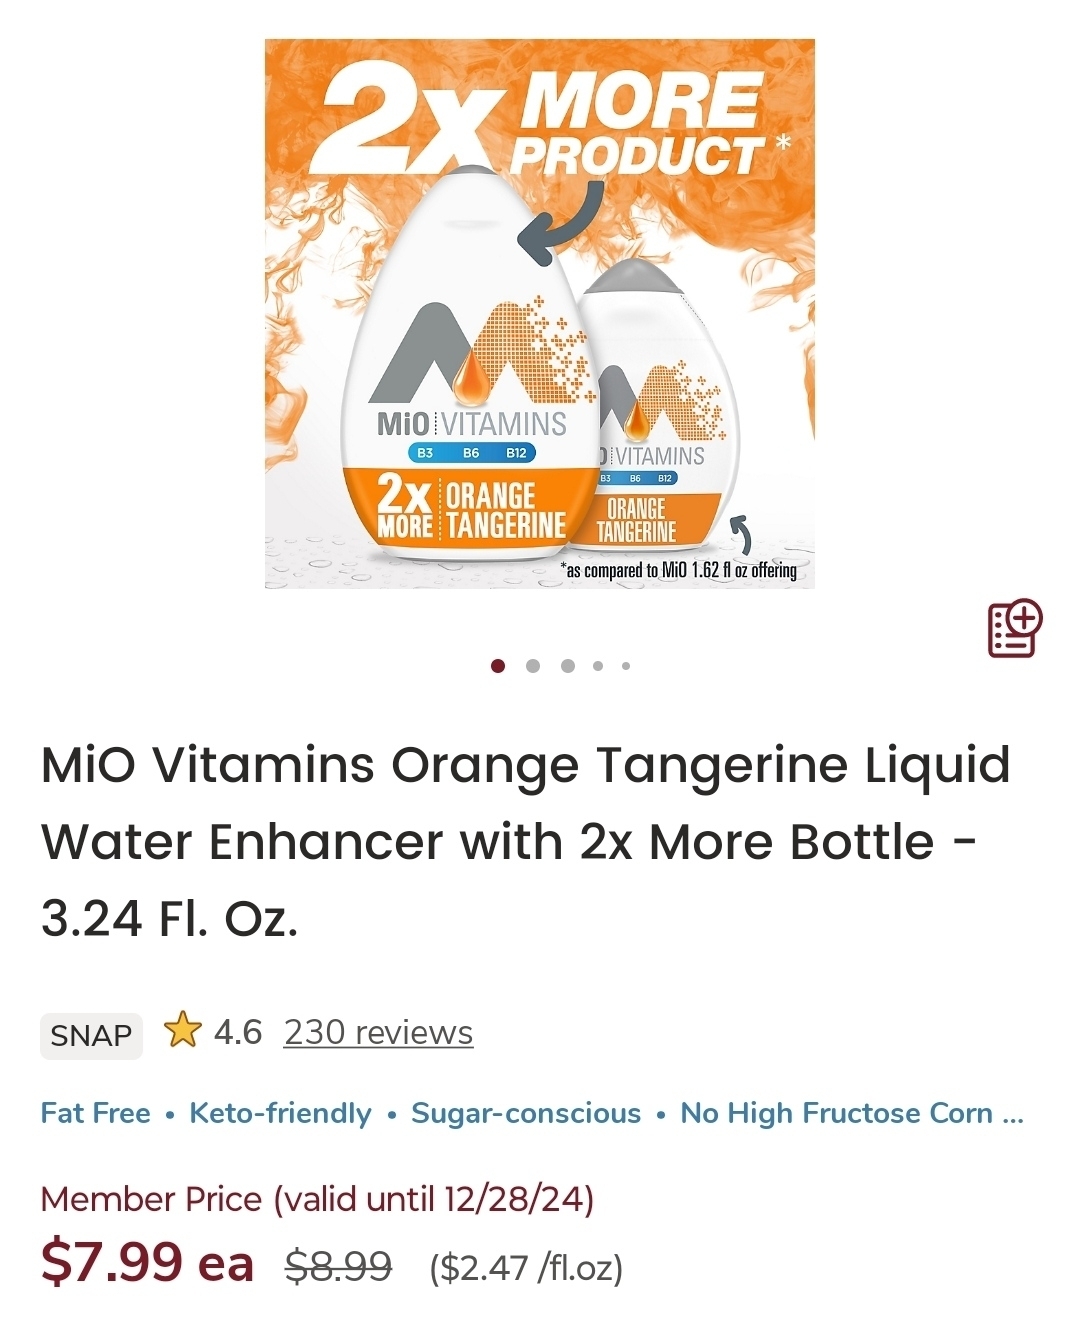 2x MORE
PRODUCT*
MiO VITAMINS
B3 B6 B12
2x MORE ORANGE TANGERINE
O VITAMINS
B3 B6 B12
ORANGE
TANGERINE
*as compared to MiO 1.62 fl oz offering
MiO Vitamins Orange Tangerine Liquid
Water Enhancer with 2x More Bottle -
3.24 Fl. Oz.
SNAP 4.6 230 reviews
Fat Free • Keto-friendly • Sugar-conscious • No High Fructose Corn ...
Member Price (valid until 12/28/24)
$7.99 ea $8.99 ($2.47 /fl.oz)